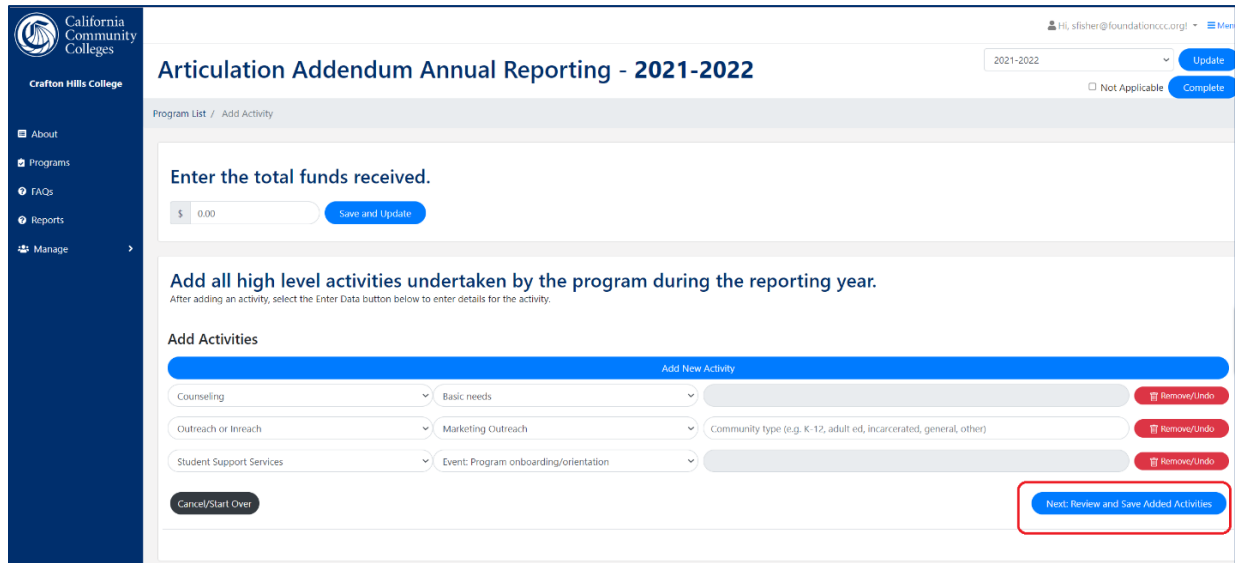 California
Community
Colleges
Crafton Hills College
About
Programs
FAQs
Reports
Manage
Hi, sfisher@foundationccc.org!
Men
Articulation Addendum Annual Reporting - 2021-2022
2021-2022
Update
Not Applicable
Complete
Program List / Add Activity
Enter the total funds received.
$ 0.00
Save and Update
Add all high level activities undertaken by the program during the reporting year.
After adding an activity, select the Enter Data button below to enter details for the activity.
Add Activities
Add New Activity
Counseling Basic needs Remove/Undo
Outreach or Inreach Marketing Outreach Community type (e.g. K-12, adult ed, incarcerated, general, other) Remove/Undo
Student Support Services Event: Program onboarding/orientation Remove/Undo
Cancel/Start Over
Next: Review and Save Added Activities